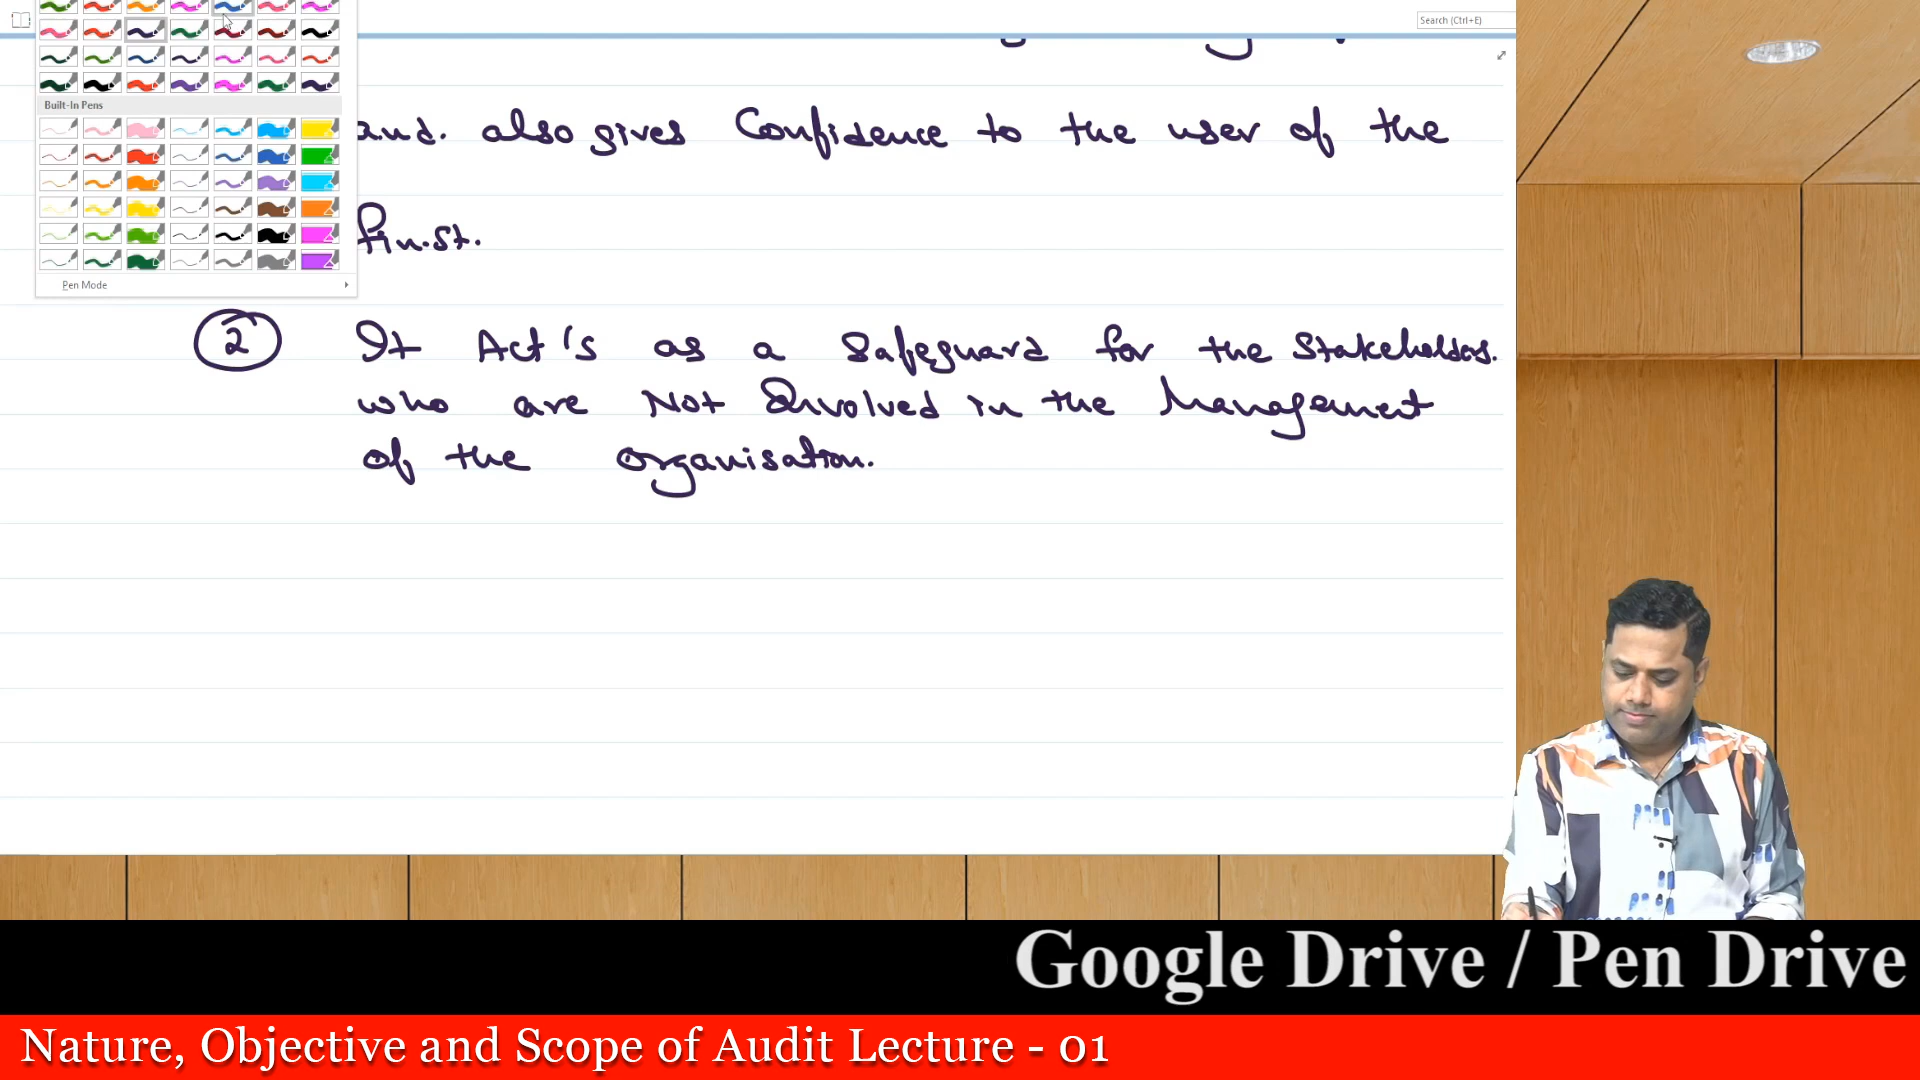 Search (Ctrl+E)
Built-In Pens
and. also gives Confidence to the user of the
fin.st.
Pen Mode
2 It Act's as a Safeguard for the Stakeholders.
who are Not Involved in the Management
of the organisation.
Google Drive / Pen Drive
Nature, Objective and Scope of Audit Lecture - 01